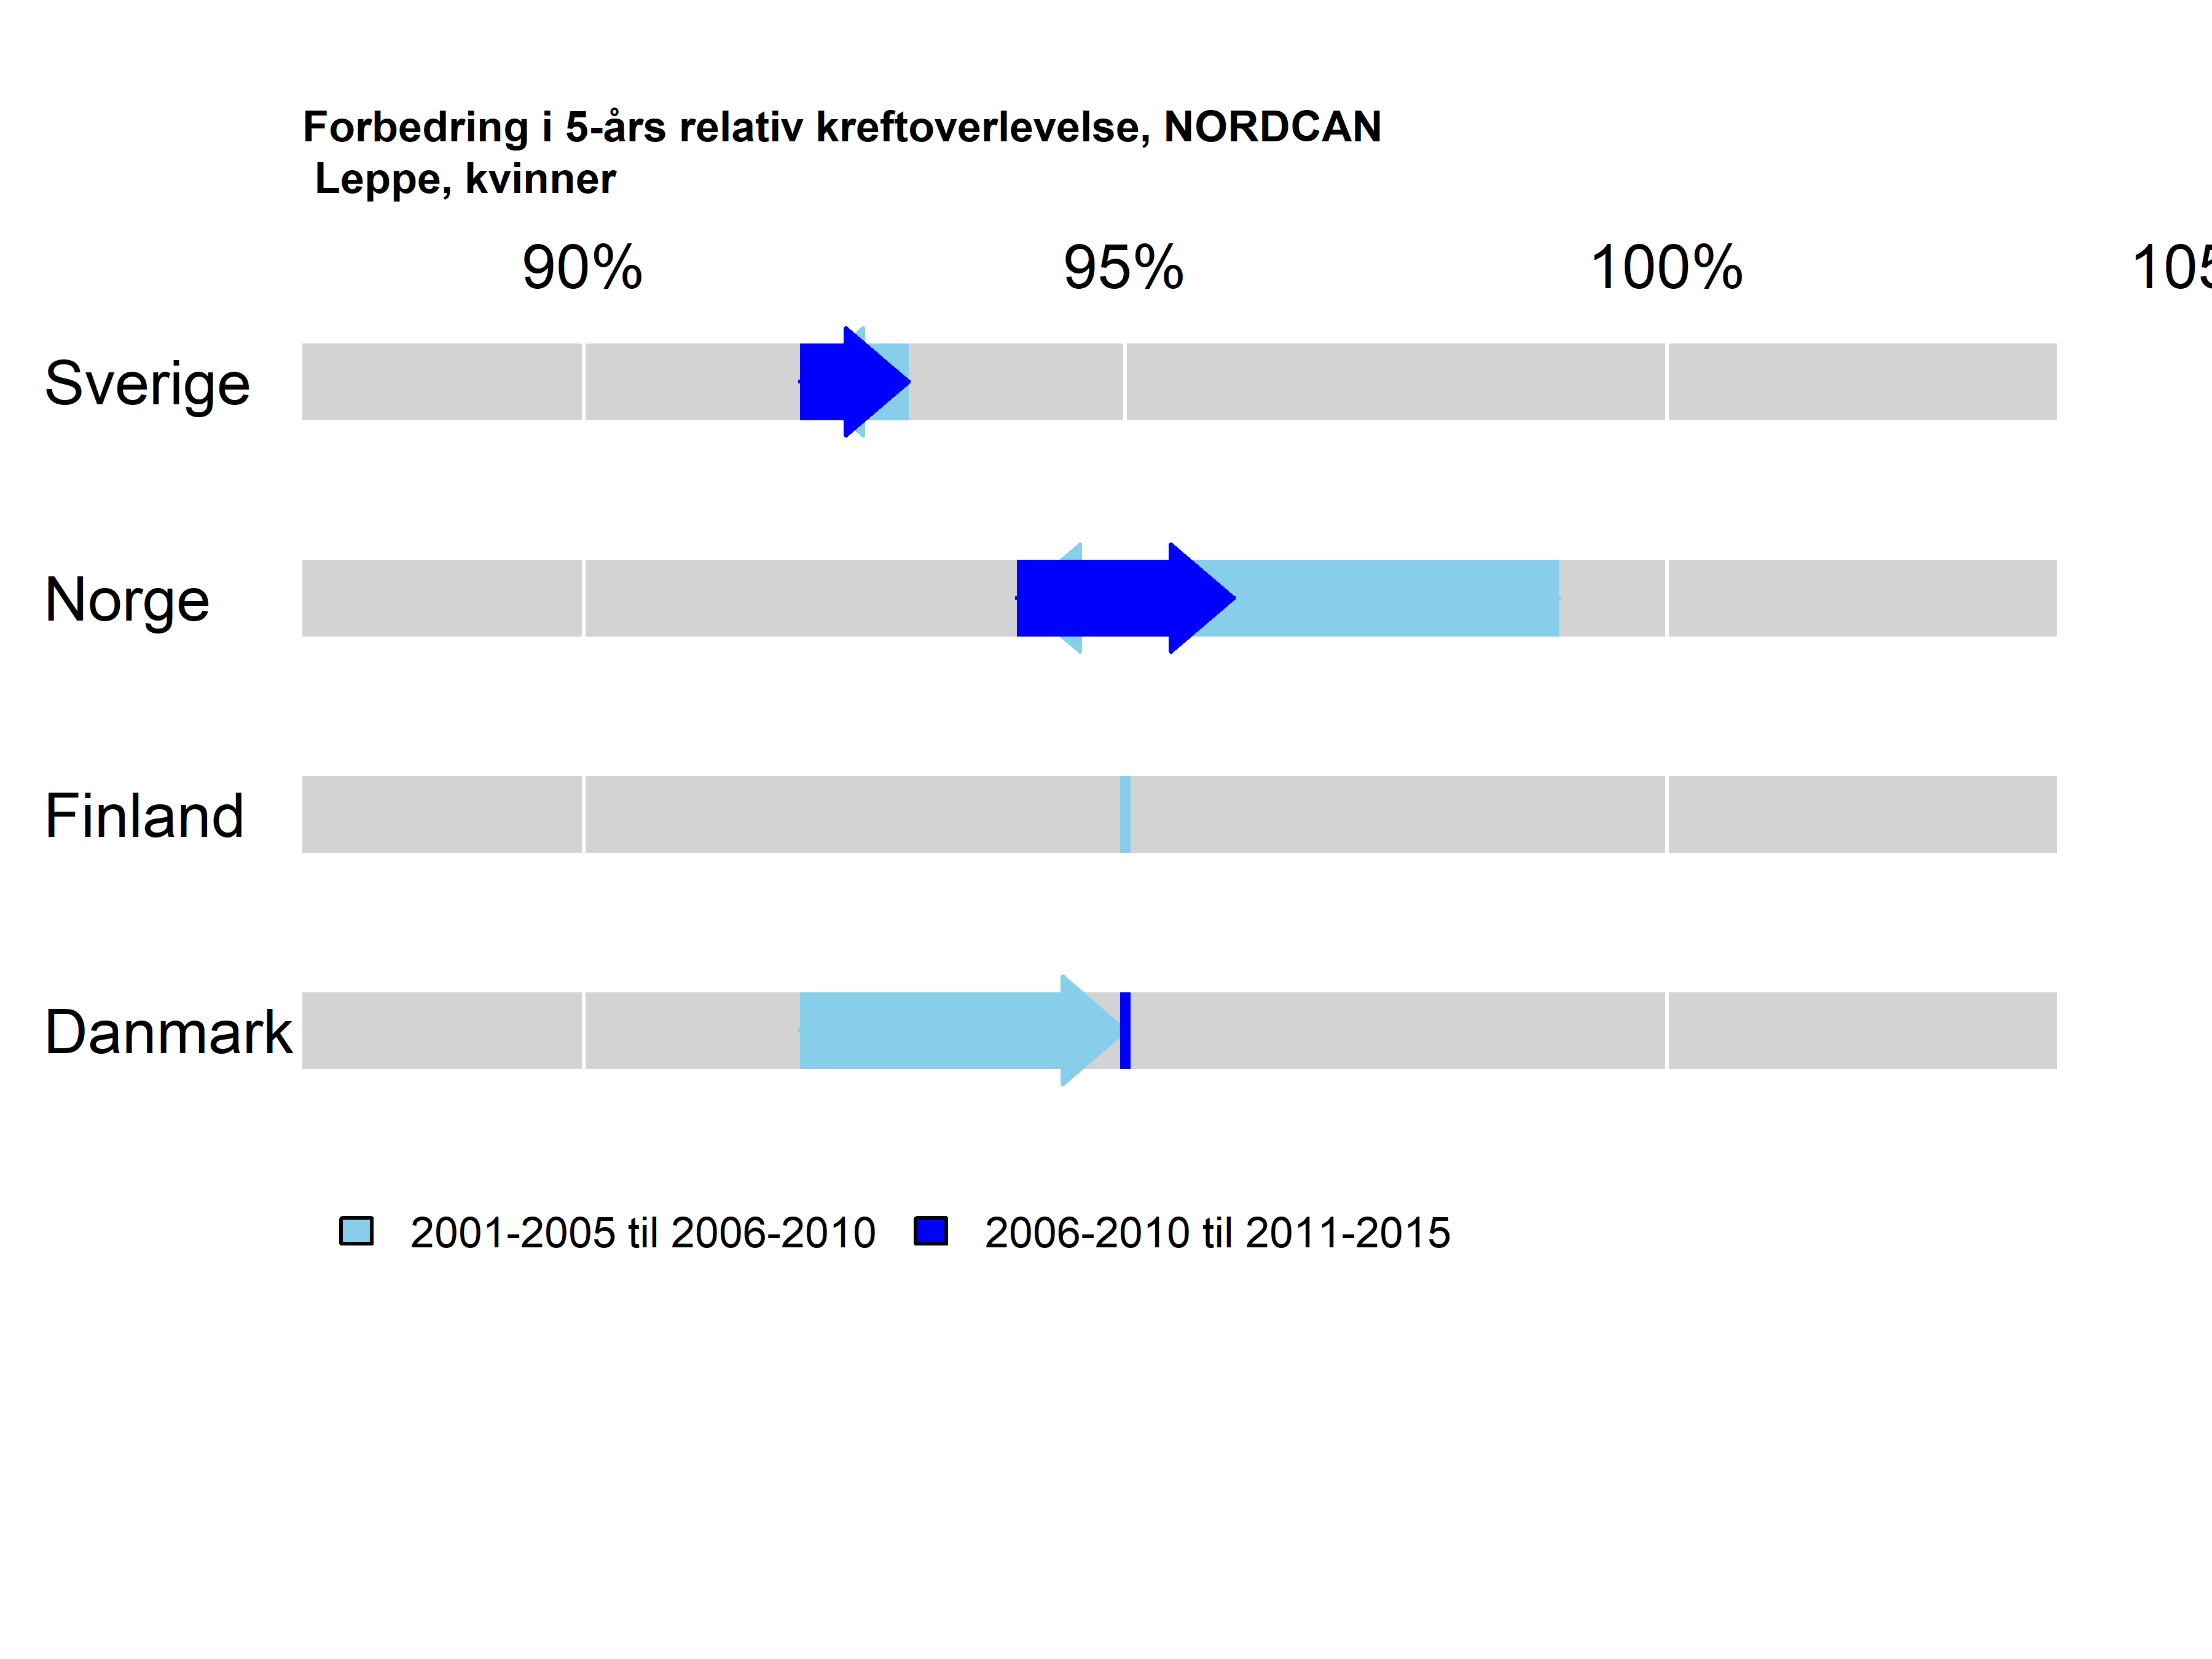 Forbedring i 5-års relativ kreftoverlevelse, NORDCAN
Leppe, kvinner
90% 95% 100% 105
Sverige
Norge
Finland
Danmark
2001-2005 til 2006-2010 2006-2010 til 2011-2015